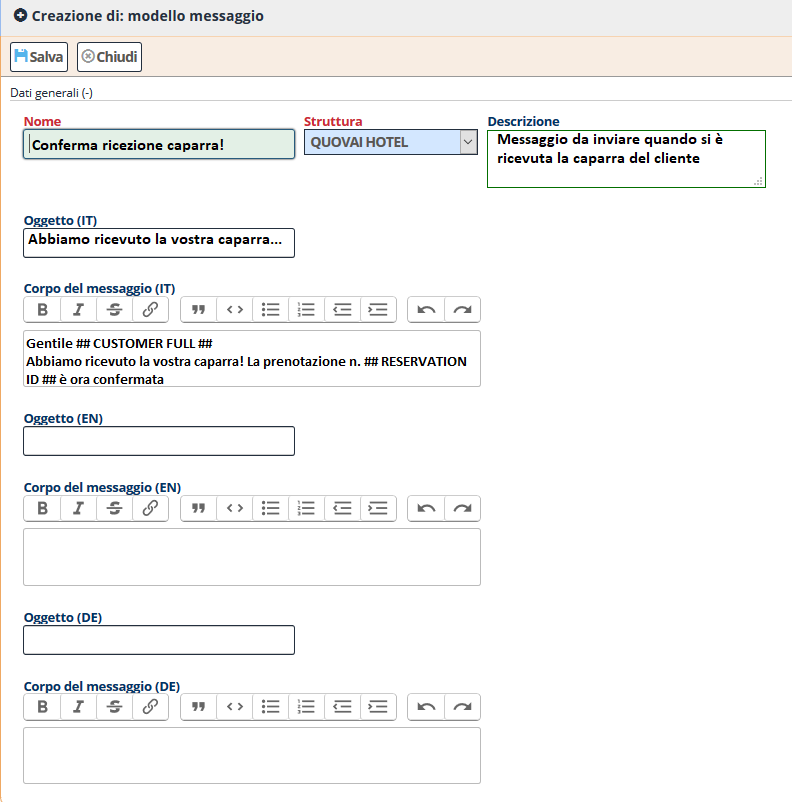 Creazione di: modello messaggio
Salva Chiudi
Dati generali (-)
Nome Struttura Descrizione
Conferma ricezione caparra! QUOVAI HOTEL Messaggio da inviare quando si è
ricevuta la caparra del cliente
Oggetto (IT)
Abbiamo ricevuto la vostra caparra...
Corpo del messaggio (IT)
Gentile ## CUSTOMER FULL ##
Abbiamo ricevuto la vostra caparra! La prenotazione n. ## RESERVATION
ID ## è ora confermata
Oggetto (EN)
Corpo del messaggio (EN)
Oggetto (DE)
Corpo del messaggio (DE)